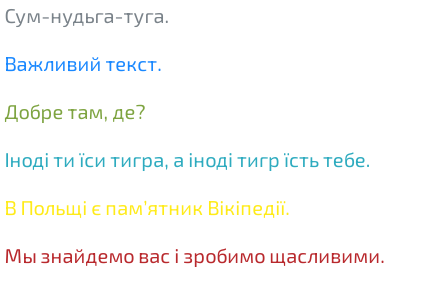 Сум-нудьга-туга.
Важливий текст.
Добре там, де?
Іноді ти їси тигра, а іноді тигр їсть тебе.
В Польщі є пам'ятник Вікіпедії.
Мы знайдемо вас і зробимо щасливими.